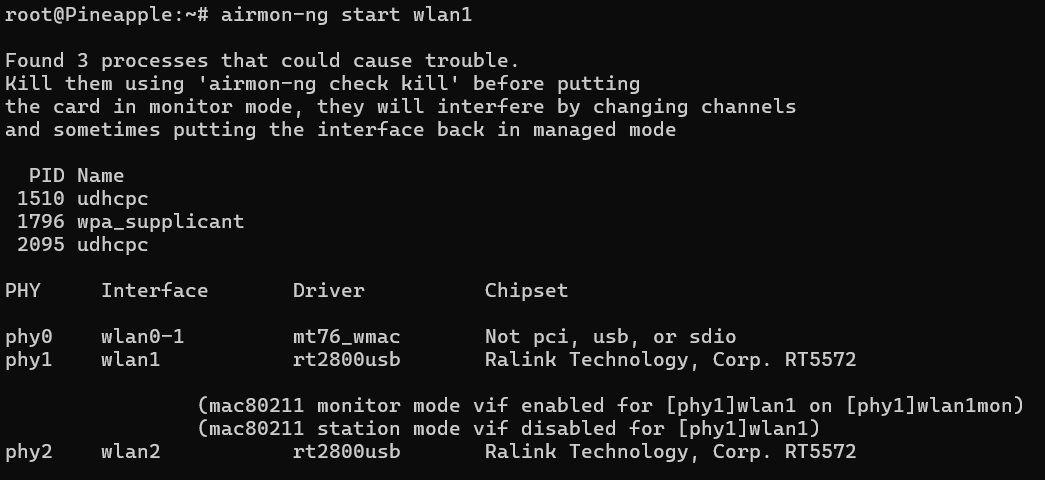 root@Pineapple:~# airmon-ng start wlan1
Found 3 processes that could cause trouble.
Kill them using 'airmon-ng check kill' before putting
the card in monitor mode, they will interfere by changing channels
and sometimes putting the interface back in managed mode
PID Name
1510 udhcpc
1796 wpa_supplicant
2095 udhcpc
PHY Interface Driver Chipset
phy0 wlan0-1 mt76_wmac Not pci, usb, or sdio
phy1 wlan1 rt2800usb Ralink Technology, Corp. RT5572
(mac80211 monitor mode vif enabled for [phy1]wlan1 on [phy1]wlan1mon)
(mac80211 station mode vif disabled for [phy1]wlan1)
phy2 wlan2 rt2800usb Ralink Technology, Corp. RT5572